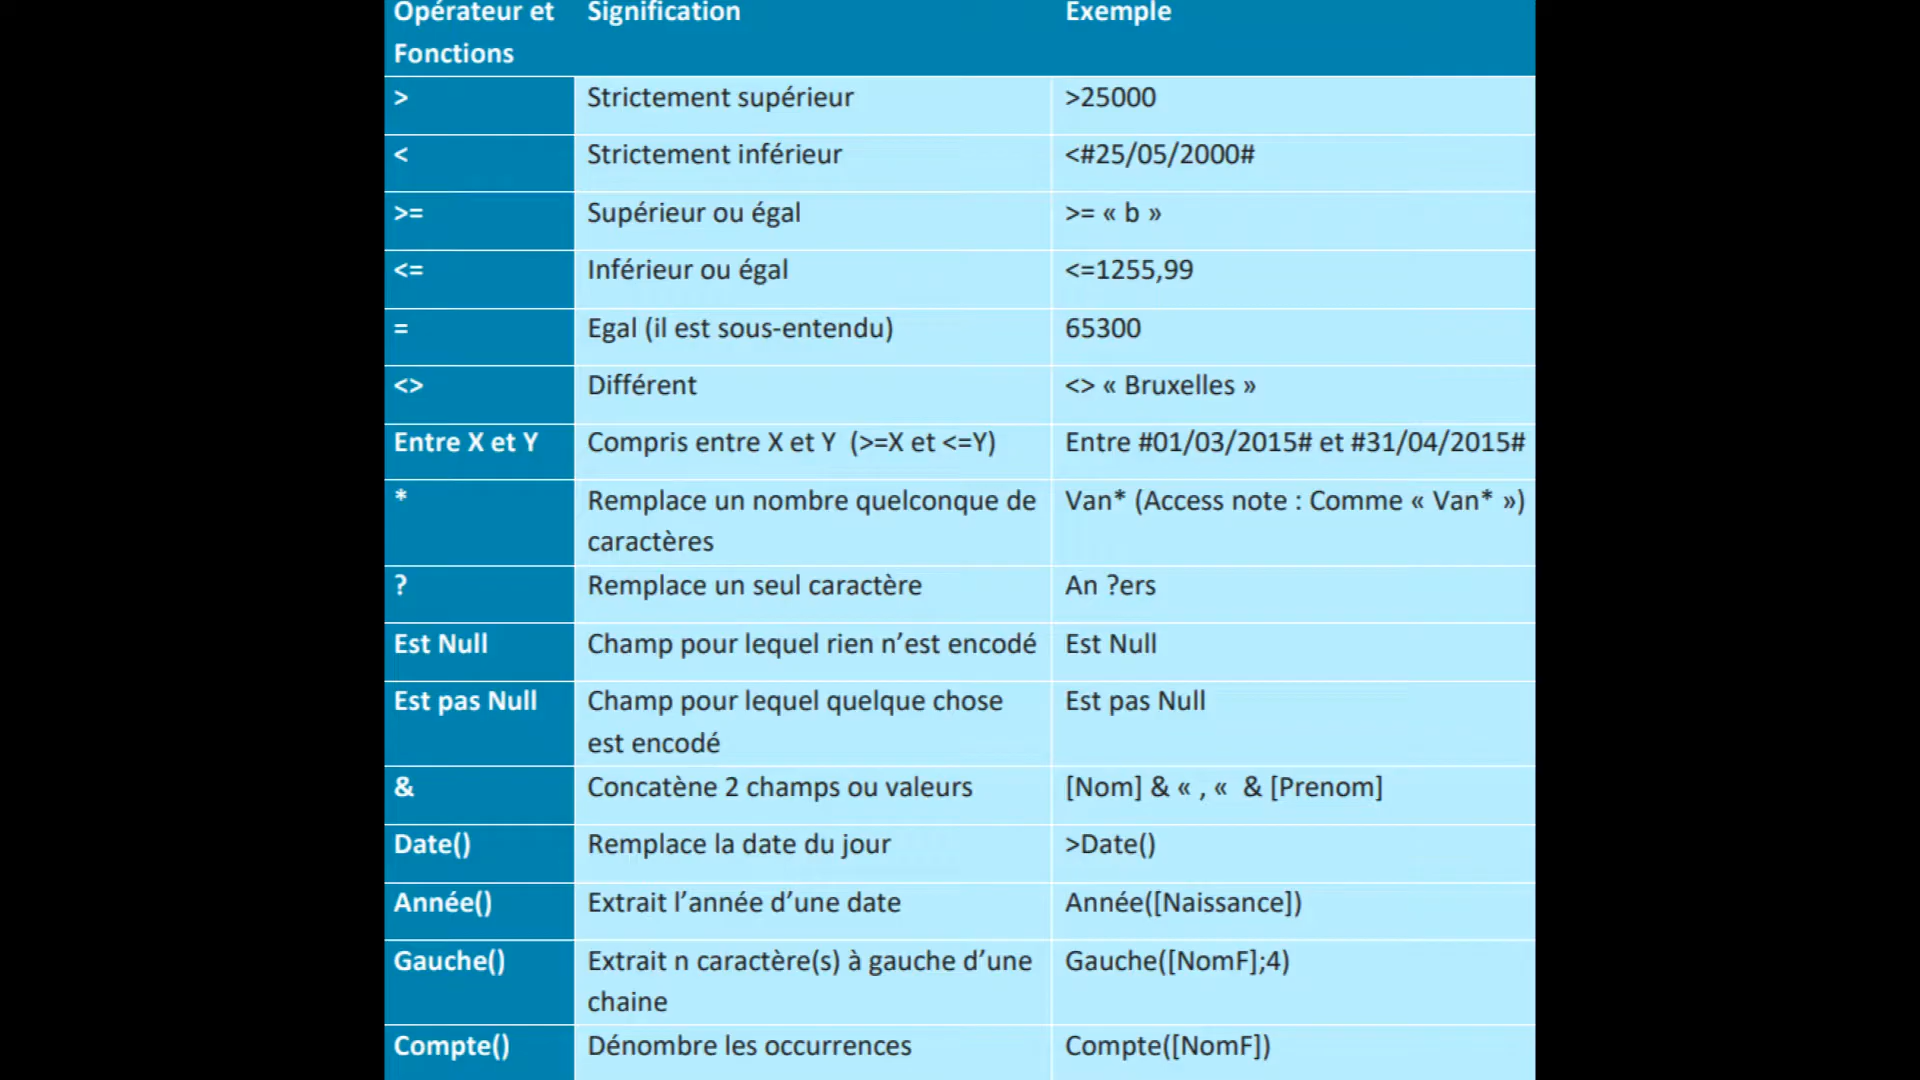 Opérateur et Fonctions Signification Exemple
> Strictement supérieur >25000
< Strictement inférieur <#25/05/2000#
>= Supérieur ou égal >= « b »
<= Inférieur ou égal <=1255,99
= Egal (il est sous-entendu) 65300
<> Différent <> « Bruxelles »
Entre X et Y Compris entre X et Y (>=X et <=Y) Entre #01/03/2015# et #31/04/2015#
* Remplace un nombre quelconque de caractères Van* (Access note : Comme « Van* »)
? Remplace un seul caractère An ?ers
Est Null Champ pour lequel rien n’est encodé Est Null
Est pas Null Champ pour lequel quelque chose est encodé Est pas Null
& Concatène 2 champs ou valeurs [Nom] & « , « & [Prenom]
Date() Remplace la date du jour >Date()
Année() Extrait l’année d’une date Année([Naissance])
Gauche() Extrait n caractère(s) à gauche d’une chaine Gauche([NomF];4)
Compte() Dénombre les occurrences Compte([NomF])